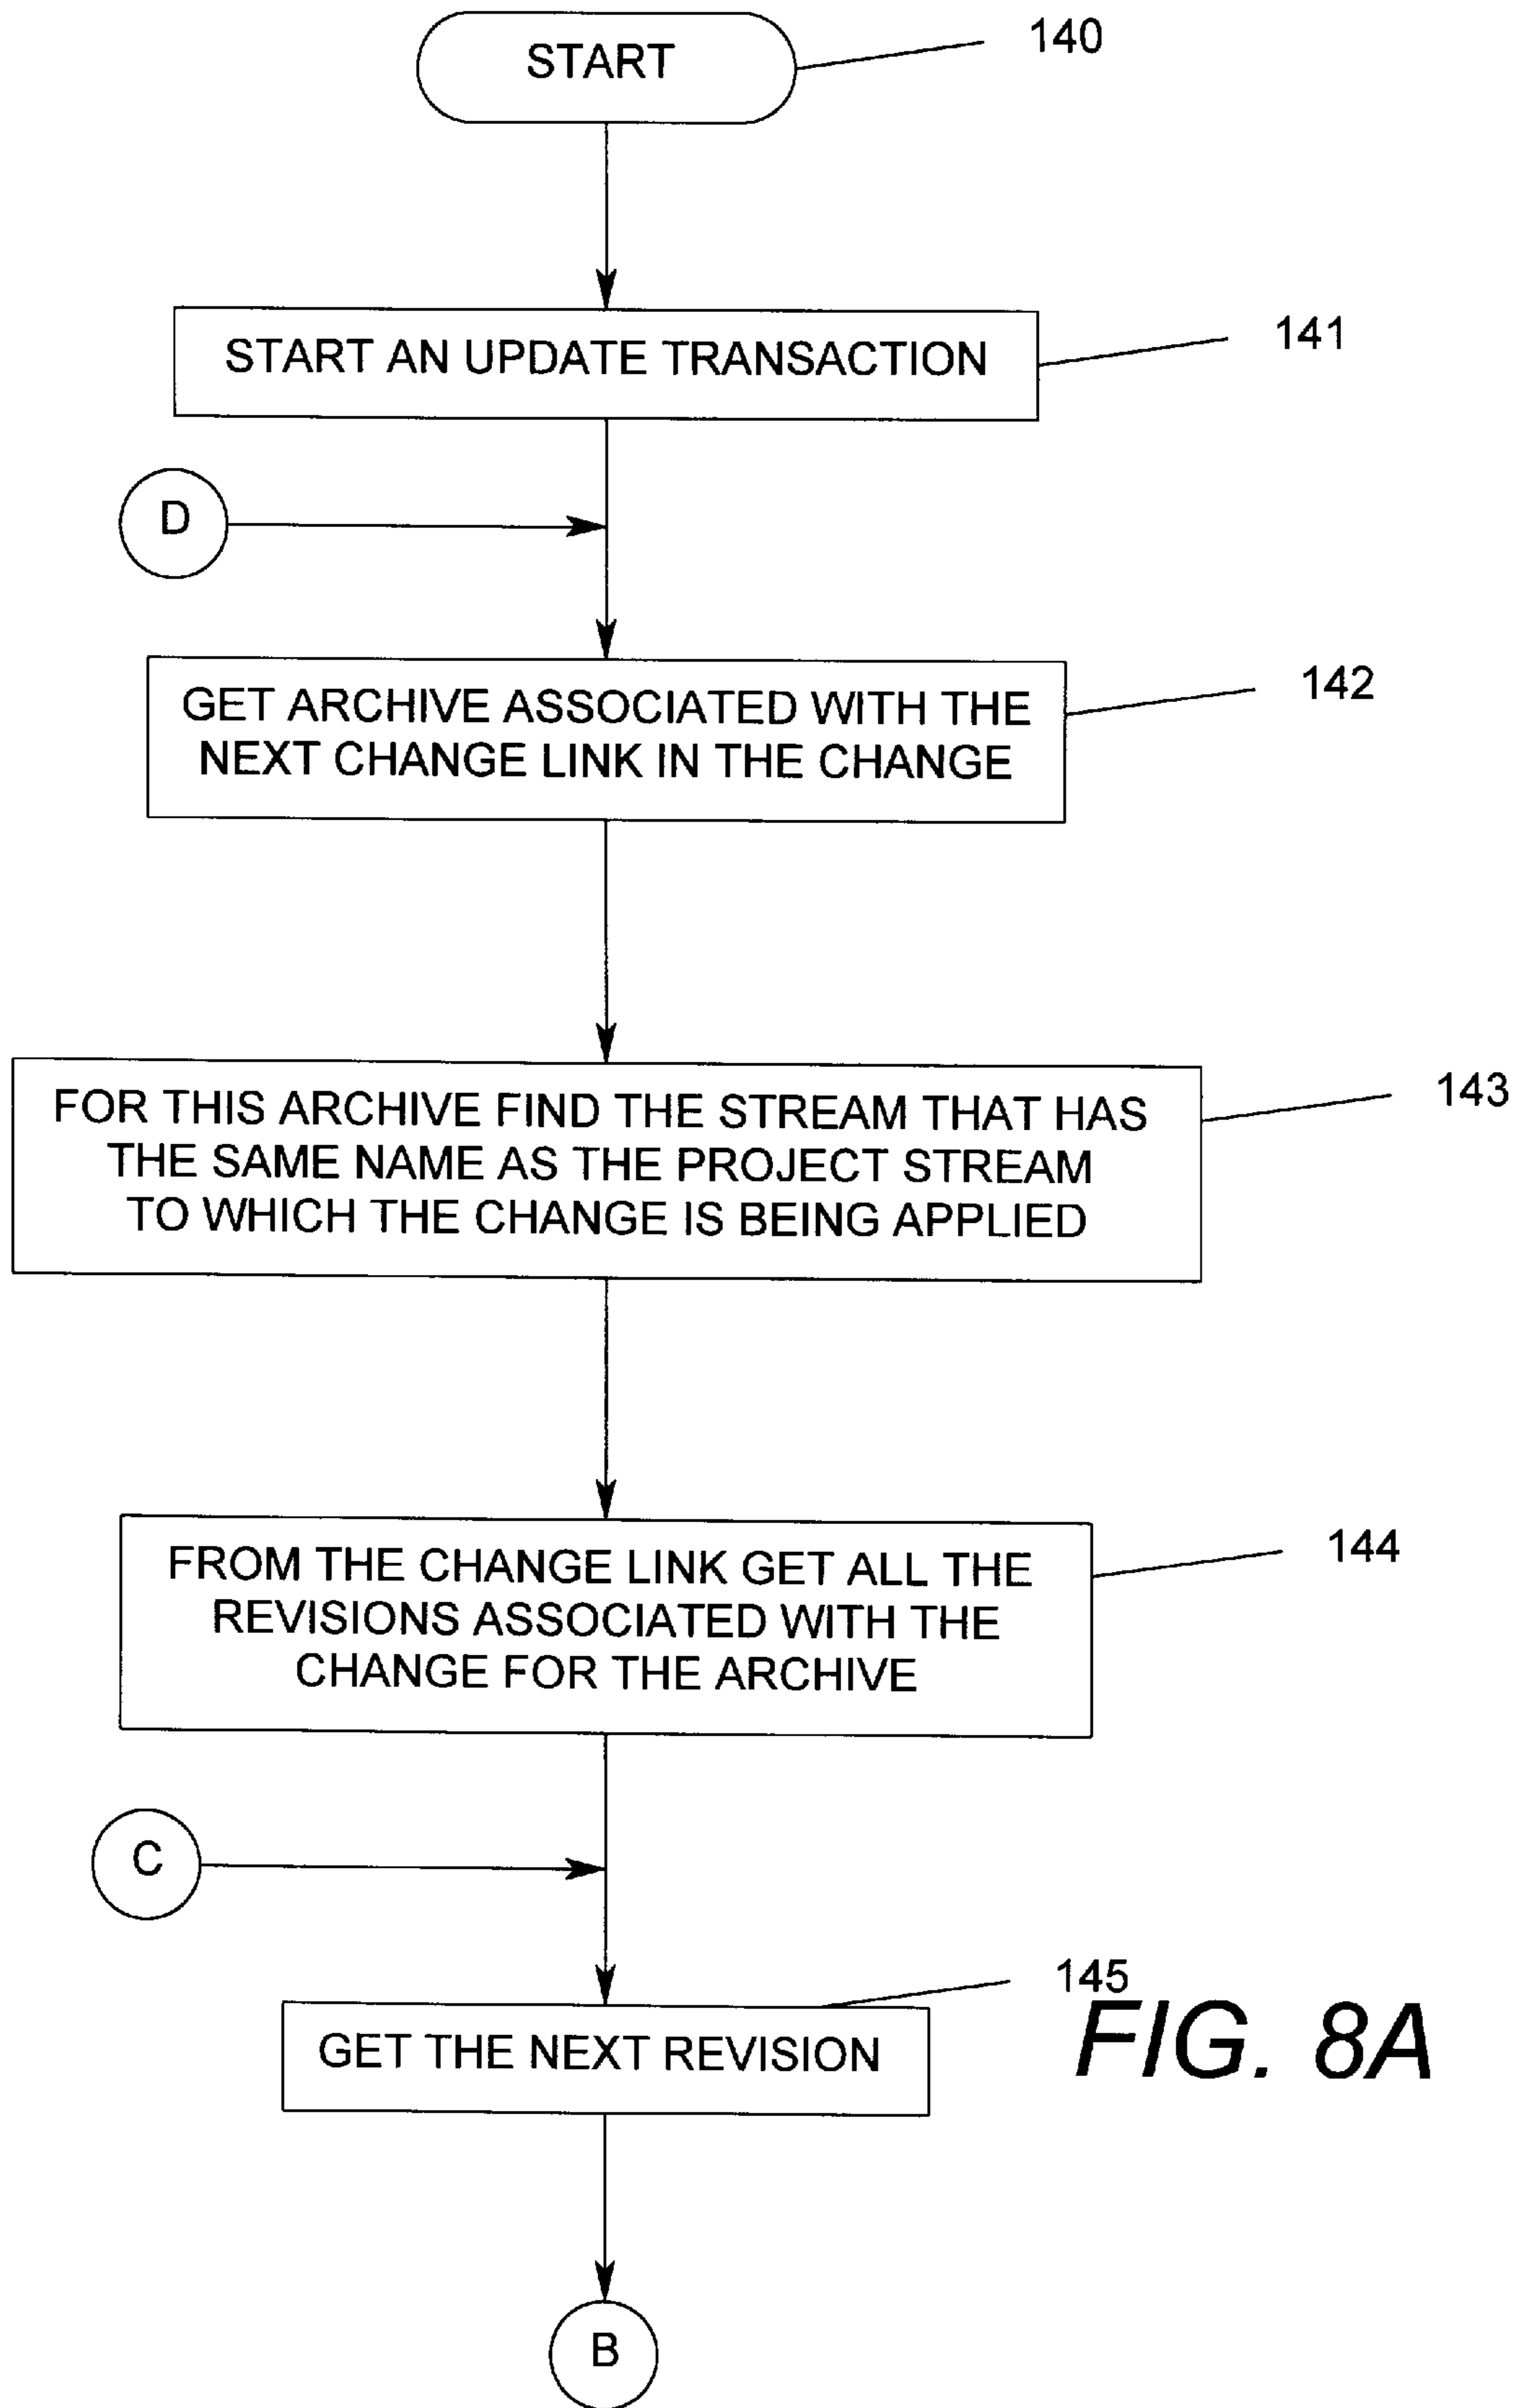 START
140
START AN UPDATE TRANSACTION
141
D
GET ARCHIVE ASSOCIATED WITH THE
NEXT CHANGE LINK IN THE CHANGE
142
FOR THIS ARCHIVE FIND THE STREAM THAT HAS
THE SAME NAME AS THE PROJECT STREAM
TO WHICH THE CHANGE IS BEING APPLIED
143
FROM THE CHANGE LINK GET ALL THE
REVISIONS ASSOCIATED WITH THE
CHANGE FOR THE ARCHIVE
144
C
145
GET THE NEXT REVISION
FIG. 8A
B